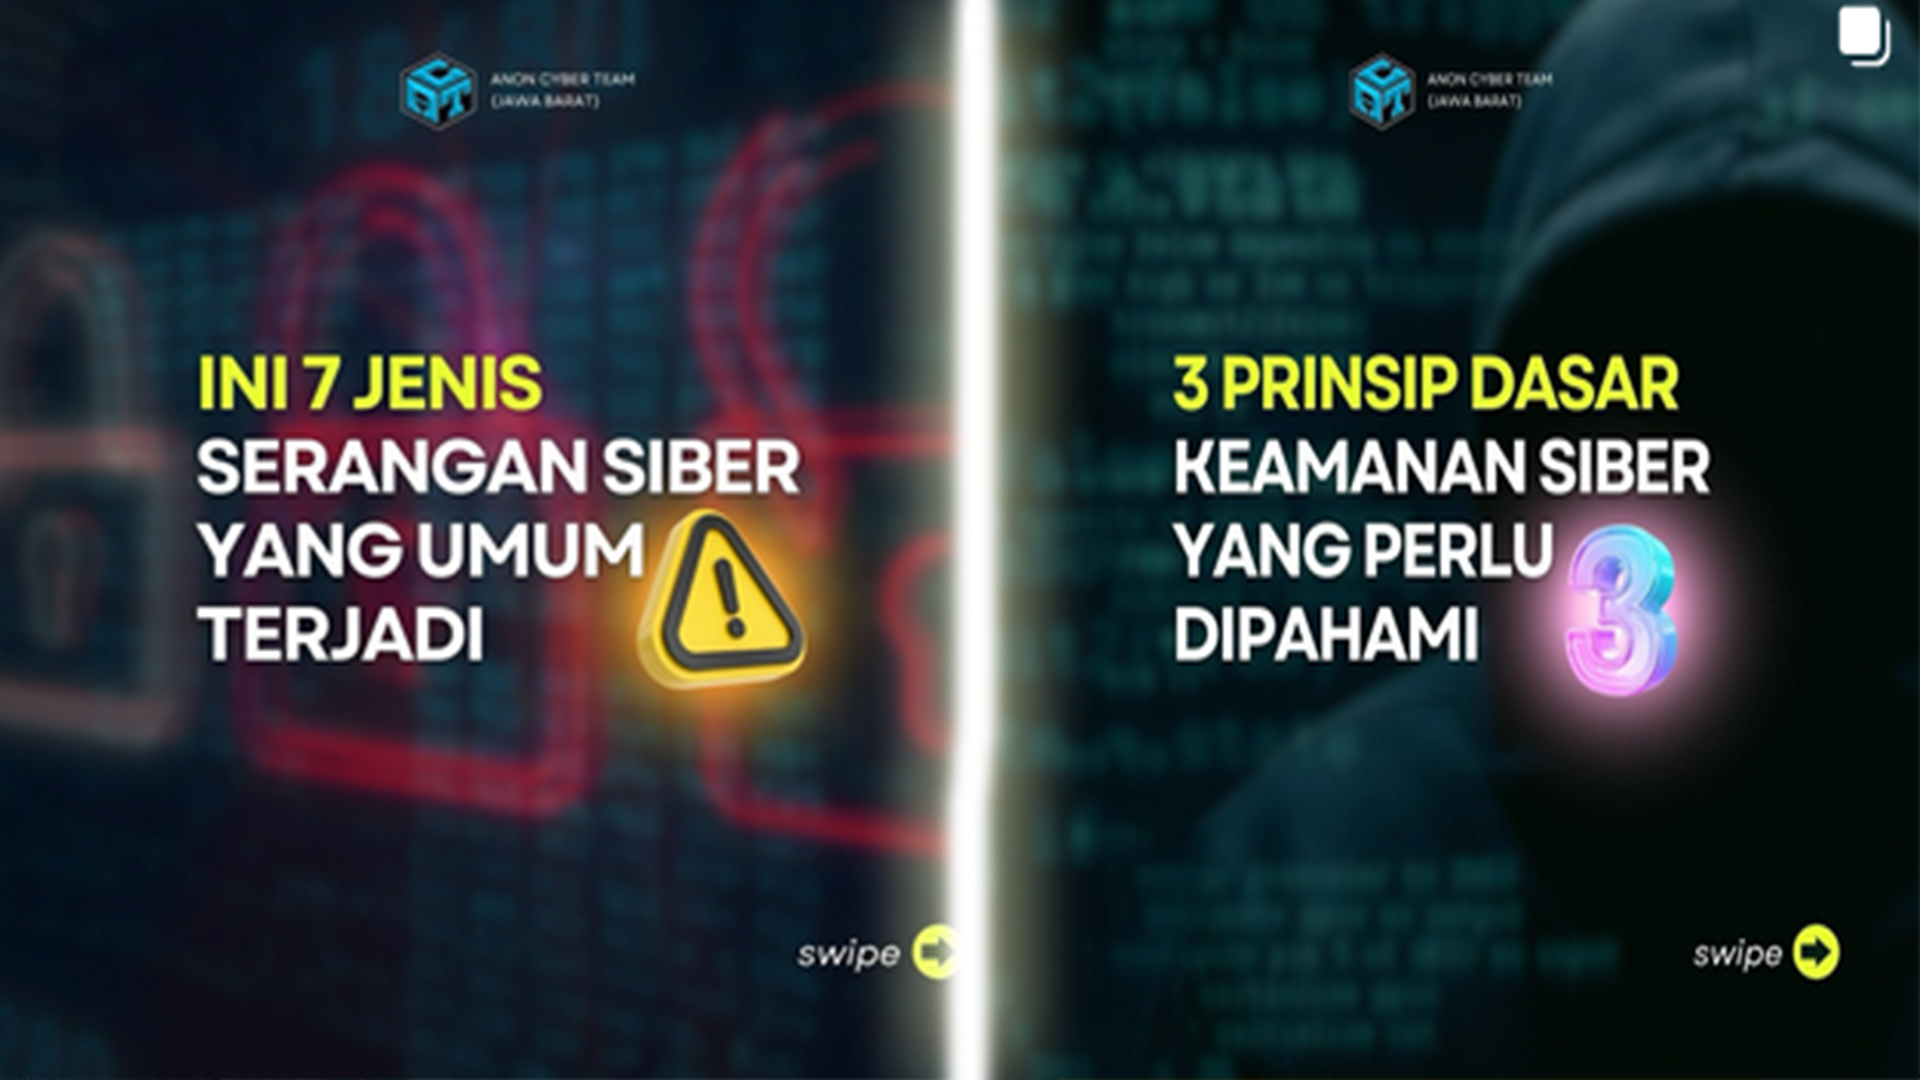 ANON CYBER TEAM
(JAWA BARAT)
INI 7 JENIS
SERANGAN SIBER
YANG UMUM
TERJADI
swipe
ANON CYBER TEAM
(JAWA BARAT)
3 PRINSIP DASAR
KEAMANAN SIBER
YANG PERLU
DIPAHAMI
3
swipe